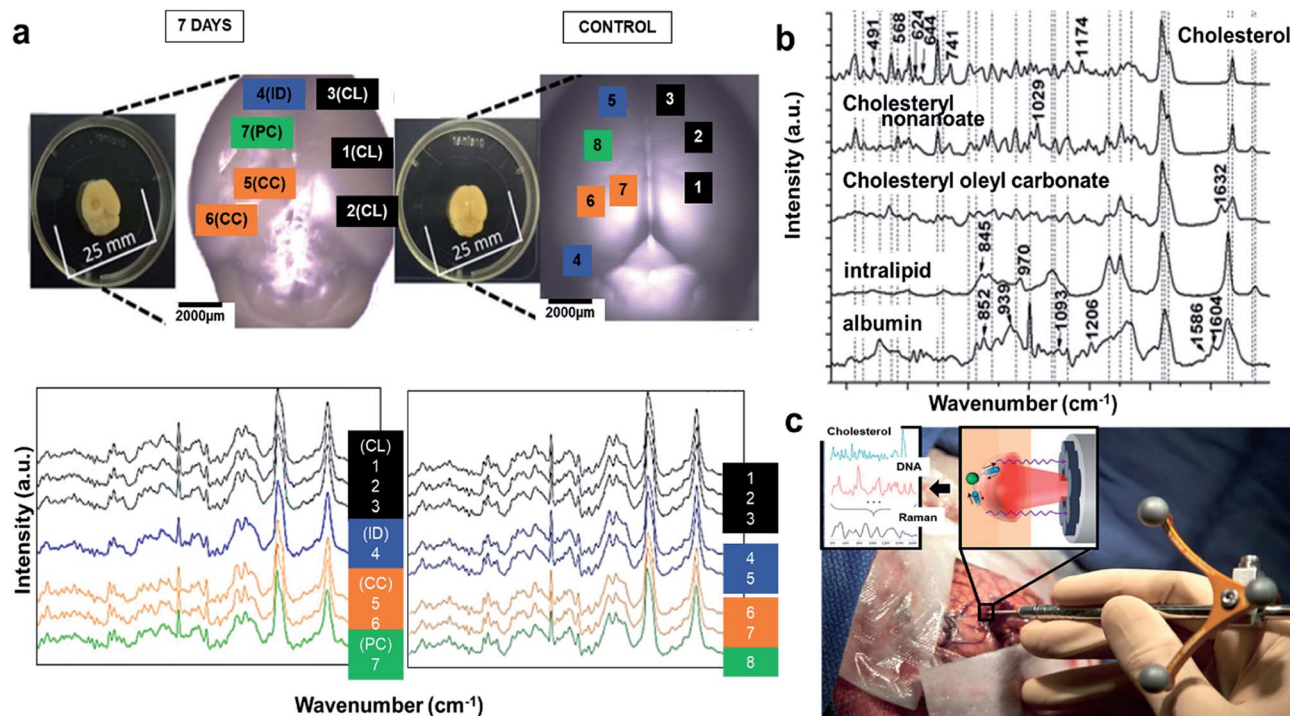 a
7 DAYS
CONTROL
4(ID)
3(CL)
7(PC)
1(CL)
5(CC)
2(CL)
6(CC)
25 mm
2000µm
5
3
8
2
7
1
6
4
25 mm
2000µm
Intensity (a.u.)
(CL)
1
2
3
(ID)
4
(CC)
5
6
(PC)
7
1
2
3
4
5
6
7
8
Wavenumber (cm-1)
b
491
568
624
644
741
1174
Cholesterol
Cholesteryl
nonanoate
1029
Cholesteryl oleyl carbonate
1632
intralipid
845
970
albumin
852
939
1093
1206
1586
1604
Intensity (a.u.)
Wavenumber (cm-1)
c
Cholesterol
DNA
...
Raman